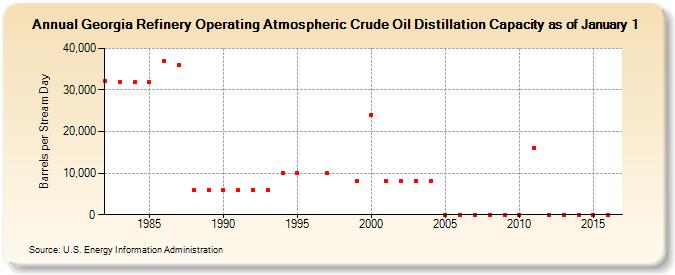 Annual Georgia Refinery Operating Atmospheric Crude Oil Distillation Capacity as of January 1
Barrels per Stream Day
40,000
30,000
20,000
10,000
0
1985 1990 1995 2000 2005 2010 2015
Source: U.S. Energy Information Administration